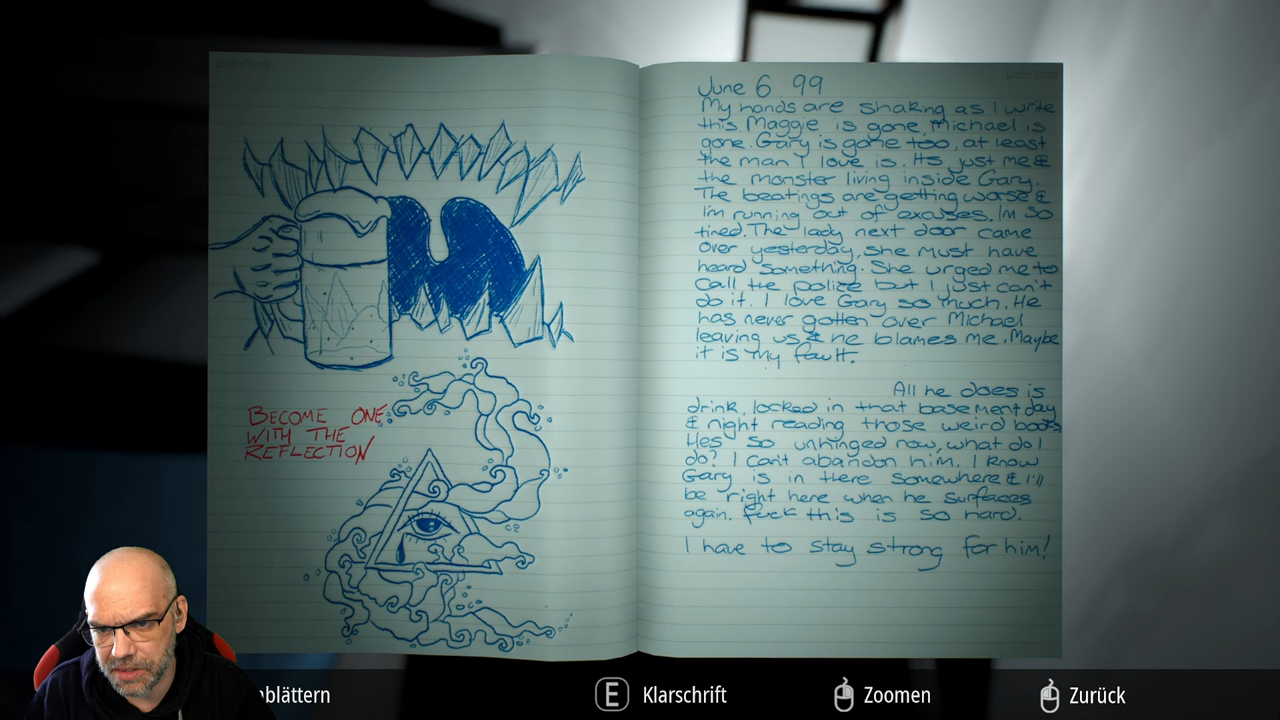 BECOME ONE
WITH THE
REFLECTION
June 6 99
My hands are shaking as I write
this. Maggie is gone, Michael is
gone. Gary is gone too, at least
the man I love is. Its just me &
the monster living inside Gary.
The beatings are getting worse &
I'm running out of excuses. Im so
tired. The lady next door came
over yesterday, she must have
heard something. She urged me to
call the police but I just can't
do it. I love Gary so much. He
has never gotten over Michael
leaving us & he blames me. Maybe
it is my fault.
All he does is
drink, locked in that basement day
& night reading those weird books
Hes so unhinged now, what do I
do? I cant abandon him. I know
Gary is in there somewhere & I'll
be right here when he surfaces
again. Fuck this is so hard.
I have to stay strong for him!
blättern
E Klarschrift
Zoomen
Zurück